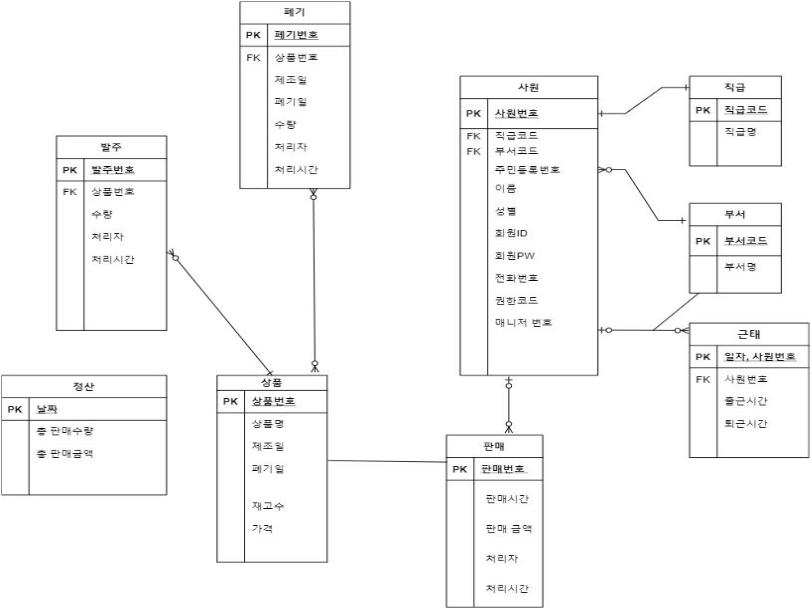 폐기
PK 폐기번호
FK 상품번호
제조일
폐기일
수량
처리자
처리시간
사원
PK 사원번호
FK 직급코드
FK 부서코드
주민등록번호
이름
성별
회원ID
회원PW
전화번호
권한코드
매니저 번호
직급
PK 직급코드
직급명
발주
PK 발주번호
FK 상품번호
수량
처리자
처리시간
부서
PK 부서코드
부서명
근태
PK 일자, 사원번호
FK 사원번호
출근시간
퇴근시간
정산
PK 날짜
총 판매수량
총 판매금액
상품
PK 상품번호
상품명
제조일
폐기일
재고수
가격
판매
PK 판매번호
판매시간
판매 금액
처리자
처리시간